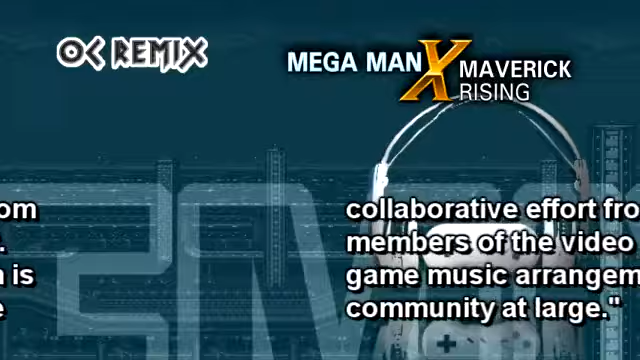 OC REMIX
MEGA MAN X MAVERICK
RISING
om
collaborative effort fro
.
members of the video
is
game music arrangem
e
community at large."